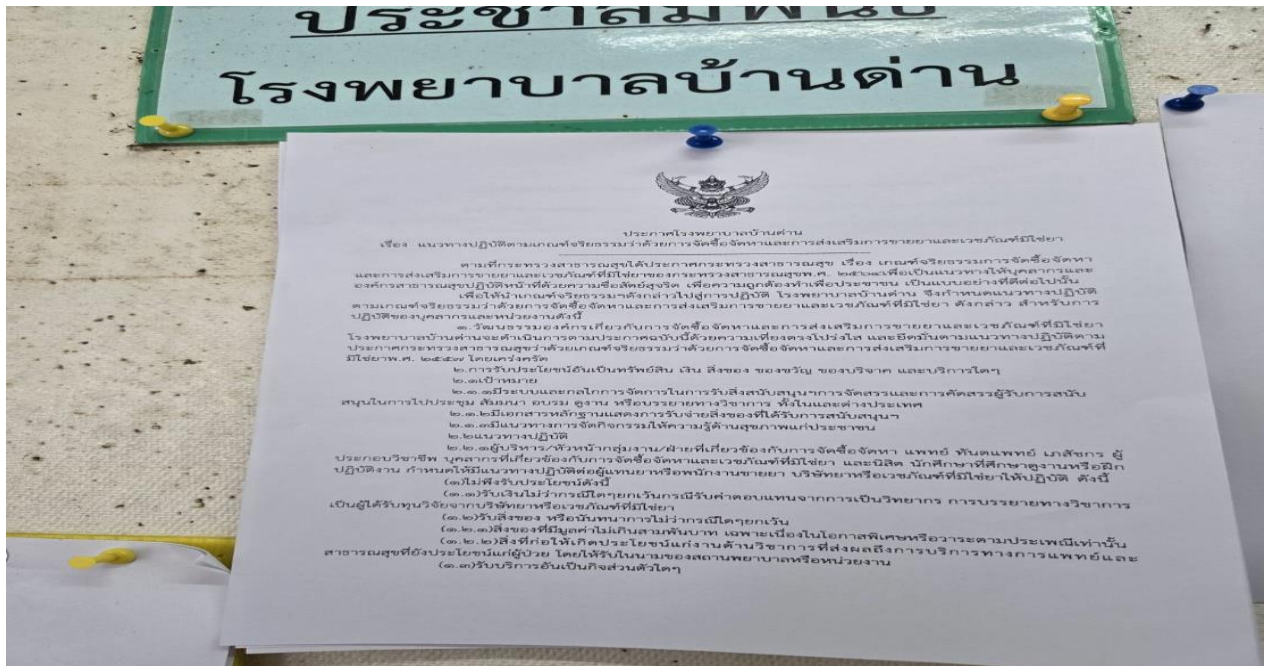 ประชาสัมพันธ์
โรงพยาบาลบ้านด่าน
ประกาศโรงพยาบาลบ้านด่าน
เรื่อง แนวทางปฏิบัติตามเกณฑ์จริยธรรมว่าด้วยการจัดซื้อจัดหาและการส่งเสริมการขายยาและเวชภัณฑ์มิใช่ยา
ตามที่กระทรวงสาธารณสุขได้ประกาศกระทรวงสาธารณสุข เรื่อง เกณฑ์จริยธรรมการจัดซื้อจัดหา
และการส่งเสริมการขายยาและเวชภัณฑ์ที่มิใช่ยาของกระทรวงสาธารณสุขพ.ศ. ๒๕๖๔เพื่อเป็นแนวทางให้บุคลากรและ
องค์กรสาธารณสุขปฏิบัติหน้าที่ด้วยความซื่อสัตย์สุจริต เพื่อความถูกต้องทำเพื่อประชาชน เป็นแบบอย่างที่ดีต่อไปนั้น
เพื่อให้นำเกณฑ์จริยธรรมฯดังกล่าวไปสู่การปฏิบัติ โรงพยาบาลบ้านด่าน จึงกำหนดแนวทางปฏิบัติ
ตามเกณฑ์จริยธรรมว่าด้วยการจัดซื้อจัดหาและการส่งเสริมการขายยาและเวชภัณฑ์ที่มิใช่ยา ดังกล่าว สำหรับการ
ปฏิบัติของบุคลากรและหน่วยงานดังนี้
๑.วัฒนธรรมองค์กรเกี่ยวกับการจัดซื้อจัดหาและการส่งเสริมการขายยาและเวชภัณฑ์ที่มิใช่ยา
โรงพยาบาลบ้านด่านจะดำเนินการตามประกาศฉบับนี้ด้วยความเที่ยงตรงโปร่งใส และยึดมั่นตามแนวทางปฏิบัติตาม
ประกาศกระทรวงสาธารณสุขว่าด้วยเกณฑ์จริยธรรมว่าด้วยการจัดซื้อจัดหาและการส่งเสริมการขายยาและเวชภัณฑ์ที่
มิใช่ยาพ.ศ. ๒๕๕๗ โดยเคร่งครัด
๒.การรับประโยชน์อันเป็นทรัพย์สิน เงิน สิ่งของ ของขวัญ ของบริจาค และบริการใดๆ
๒.๑เป้าหมาย
๒.๑.๑มีระบบและกลไกการจัดการในการรับสิ่งสนับสนุนฯการจัดสรรและการคัดสรรผู้รับการสนับ
สนุนในการไปประชุม สัมมนา อบรม ดูงาน หรือบรรยายทางวิชาการ ทั้งในและต่างประเทศ
๒.๑.๒มีเอกสารหลักฐานแสดงการรับจ่ายสิ่งของที่ได้รับการสนับสนุนฯ
๒.๑.๓มีแนวทางการจัดกิจกรรมให้ความรู้ด้านสุขภาพแก่ประชาชน
๒.๒แนวทางปฏิบัติ
๒.๒.๑ผู้บริหาร/หัวหน้ากลุ่มงาน/ฝ่ายที่เกี่ยวข้องกับการจัดซื้อจัดหา แพทย์ ทันตแพทย์ เภสัชกร ผู้
ประกอบวิชาชีพ บุคลากรที่เกี่ยวข้องกับการจัดซื้อจัดหาและเวชภัณฑ์ที่มิใช่ยา และนิสิต นักศึกษาที่ศึกษาดูงานหรือฝึก
ปฏิบัติงาน กำหนดให้มีแนวทางปฏิบัติต่อผู้แทนยาหรือพนักงานขายยา บริษัทยาหรือเวชภัณฑ์ที่มิใช่ยาให้ปฏิบัติ ดังนี้
(๑)ไม่พึงรับประโยชน์ดังนี้
(๑.๑)รับเงินไม่ว่ากรณีใดๆยกเว้นกรณีรับค่าตอบแทนจากการเป็นวิทยากร การบรรยายทางวิชาการ
เป็นผู้ได้รับทุนวิจัยจากบริษัทยาหรือเวชภัณฑ์ที่มิใช่ยา
(๑.๒)รับสิ่งของ หรือนันทนาการไม่ว่ากรณีใดๆยกเว้น
(๑.๒.๑)สิ่งของที่มีมูลค่าไม่เกินสามพันบาท เฉพาะเนื่องในโอกาสพิเศษหรือวาระตามประเพณีเท่านั้น
(๑.๒.๒)สิ่งที่ก่อให้เกิดประโยชน์แก่งานด้านวิชาการที่ส่งผลถึงการบริการทางการแพทย์และ
สาธารณสุขที่ยังประโยชน์แก่ผู้ป่วย โดยให้รับในนามของสถานพยาบาลหรือหน่วยงาน
(๑.๓)รับบริการอันเป็นกิจส่วนตัวใดๆ